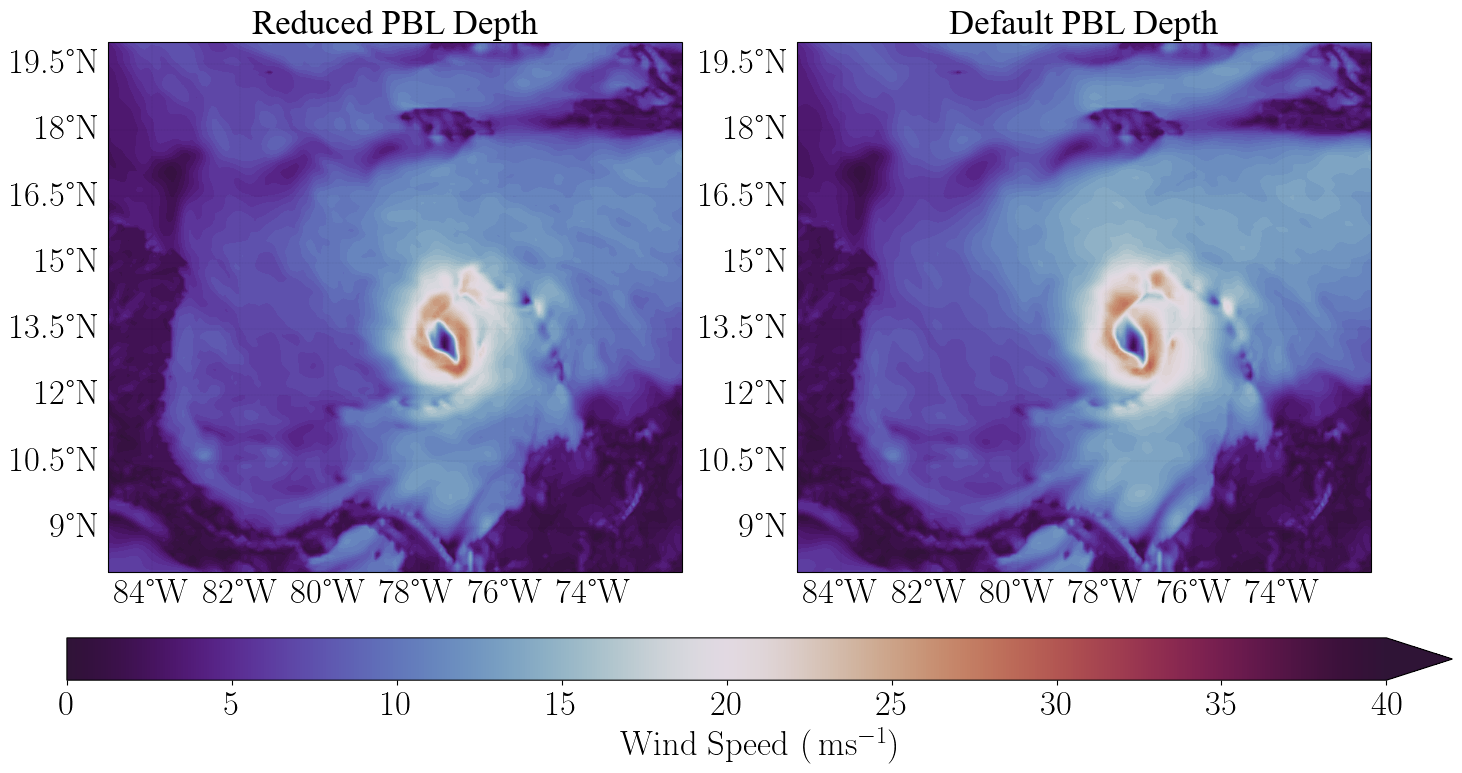 Reduced PBL Depth Default PBL Depth
19.5°N 19.5°N
18°N 18°N
16.5°N 16.5°N
15°N 15°N
13.5°N 13.5°N
12°N 12°N
10.5°N 10.5°N
9°N 9°N
84°W 82°W 80°W 78°W 76°W 74°W 84°W 82°W 80°W 78°W 76°W 74°W
0 5 10 15 20 25 30 35 40
Wind Speed (ms⁻¹)